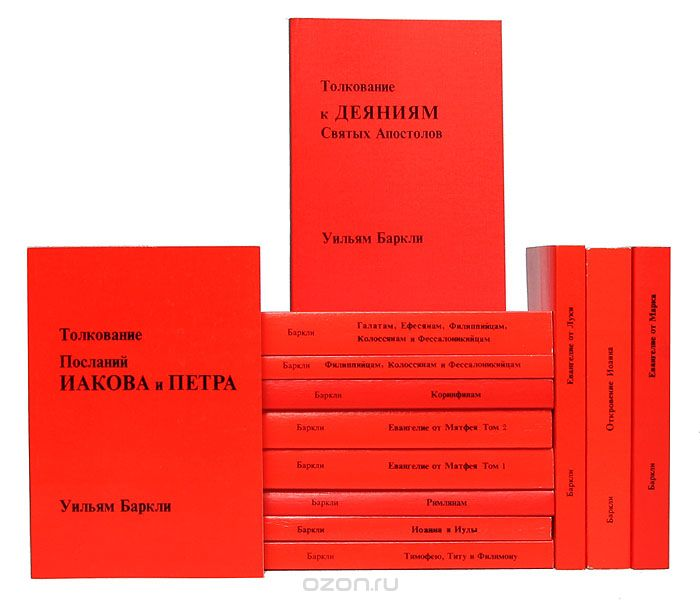 Толкование
к ДЕЯНИЯМ
Святых Апостолов
Уильям Баркли
Толкование
Посланий
ИАКОВА и ПЕТРА
Уильям Баркли
Баркли Галатам, Ефесянам, Филиппийцам,
Колоссянам и Фессалоникийцам
Баркли Филиппийцам, Колоссянам и Фессалоникийцам
Баркли Коринфянам
Баркли Евангелие от Матфея Том 2
Баркли Евангелие от Матфея Том 1
Баркли Римлянам
Баркли Иоанна и Иуды
Баркли Тимофею, Титу и Филимону
Баркли Евангелие от Луки
Баркли Откровение Иоанна
Баркли Евангелие от Марка
ozon.ru